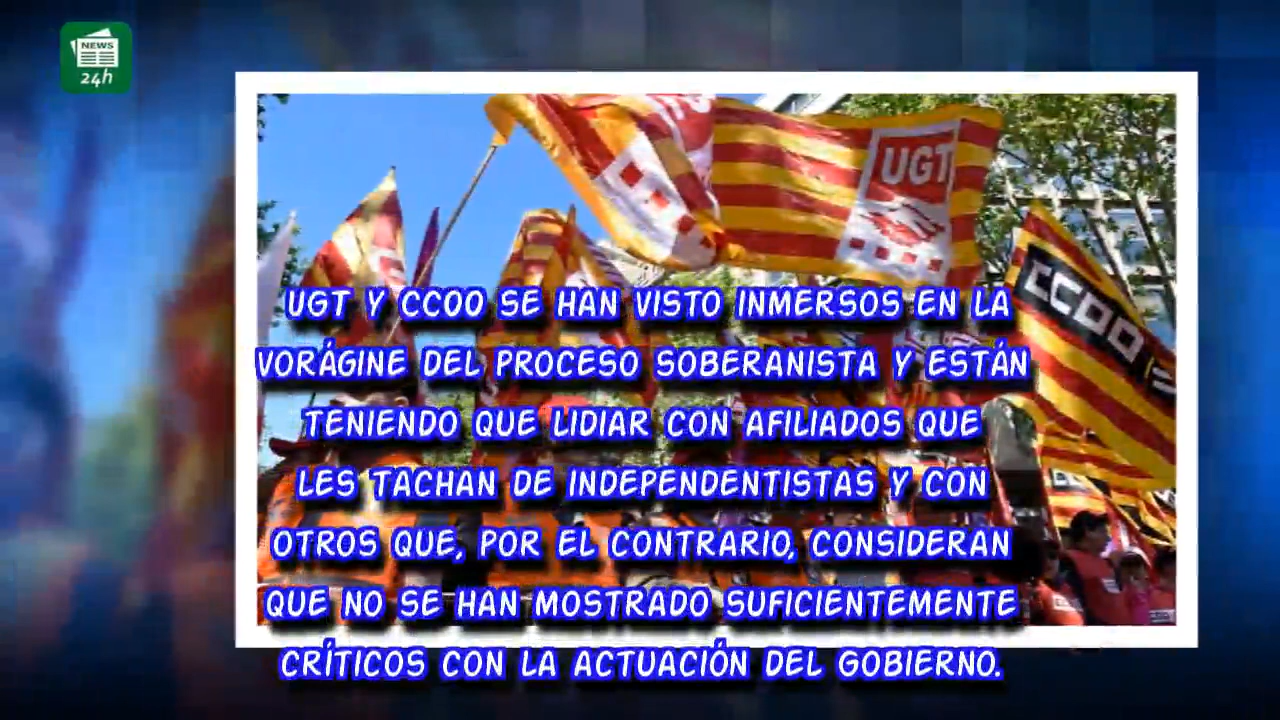 NEWS
24h
UGT
CCOO
UGT Y CCOO SE HAN VISTO INMERSOS EN LA
VORÁGINE DEL PROCESO SOBERANISTA Y ESTÁN
TENIENDO QUE LIDIAR CON AFILIADOS QUE
LES TACHAN DE INDEPENDENTISTAS Y CON
OTROS QUE, POR EL CONTRARIO, CONSIDERAN
QUE NO SE HAN MOSTRADO SUFICIENTEMENTE
CRÍTICOS CON LA ACTUACIÓN DEL GOBIERNO.